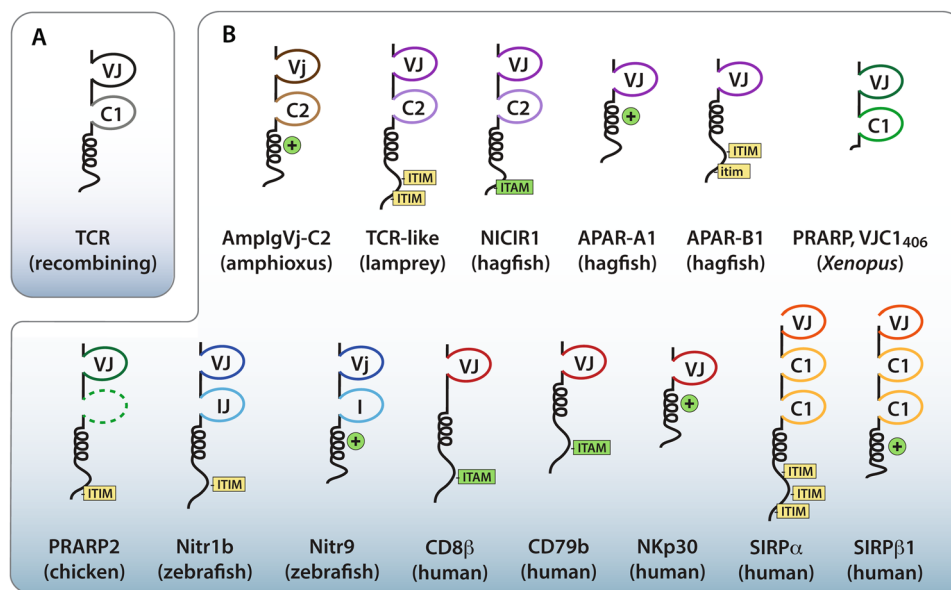 A
VJ
C1
TCR
(recombining)
B
Vj
C2
+
AmpIgVj-C2
(amphioxus)
VJ
C2
ITIM
ITIM
TCR-like
(lamprey)
VJ
C2
ITAM
NICIR1
(hagfish)
VJ
+
APAR-A1
(hagfish)
VJ
ITIM
itim
APAR-B1
(hagfish)
VJ
C1
PRARP, VJC1406
(Xenopus)
VJ
ITIM
PRARP2
(chicken)
VJ
IJ
ITIM
Nitr1b
(zebrafish)
Vj
I
+
Nitr9
(zebrafish)
VJ
ITAM
CD8β
(human)
VJ
ITAM
CD79b
(human)
VJ
+
NKp30
(human)
VJ
C1
C1
ITIM
ITIM
ITIM
SIRPα
(human)
VJ
C1
C1
+
SIRPβ1
(human)